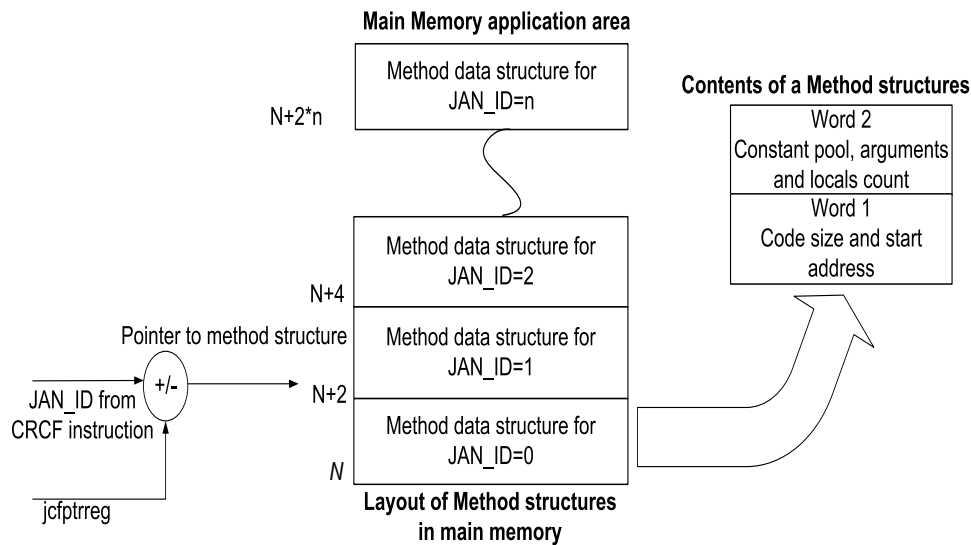 Main Memory application area
Method data structure for
JAN_ID=n
N+2*n
Contents of a Method structures
Word 2
Constant pool, arguments
and locals count
Word 1
Code size and start
address
Method data structure for
JAN_ID=2
N+4
Pointer to method structure
Method data structure for
JAN_ID=1
+/-
N+2
JAN_ID from
CRCF instruction
Method data structure for
JAN_ID=0
N
jcfptrreg
Layout of Method structures
in main memory